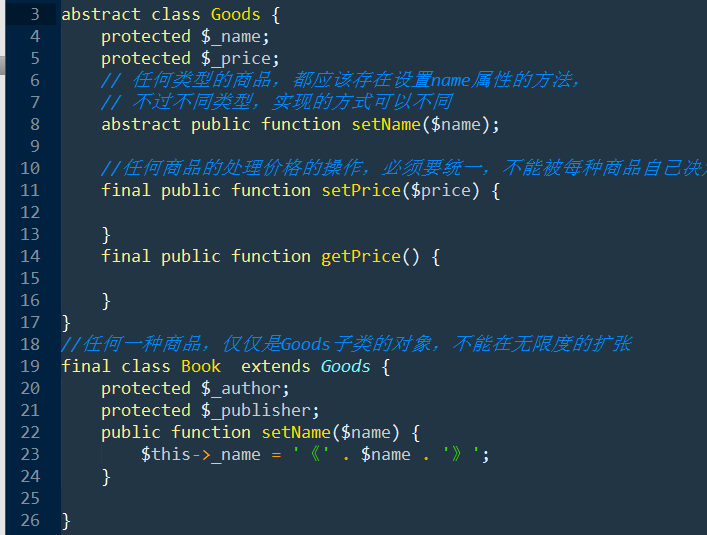 3 abstract class Goods {
4     protected $_name;
5     protected $_price;
6     // 任何类型的商品，都应该存在设置name属性的方法，
7     // 不过不同类型，实现的方式可以不同
8     abstract public function setName($name);
9
10     //任何商品的处理价格的操作，必须要统一，不能被每种商品自己决
11     final public function setPrice($price) {
12
13     }
14     final public function getPrice() {
15
16     }
17 }
18 //任何一种商品，仅仅是Goods子类的对象，不能在无限度的扩张
19 final class Book  extends Goods {
20     protected $_author;
21     protected $_publisher;
22     public function setName($name) {
23         $this->_name = '《' . $name . '》';
24     }
25
26 }